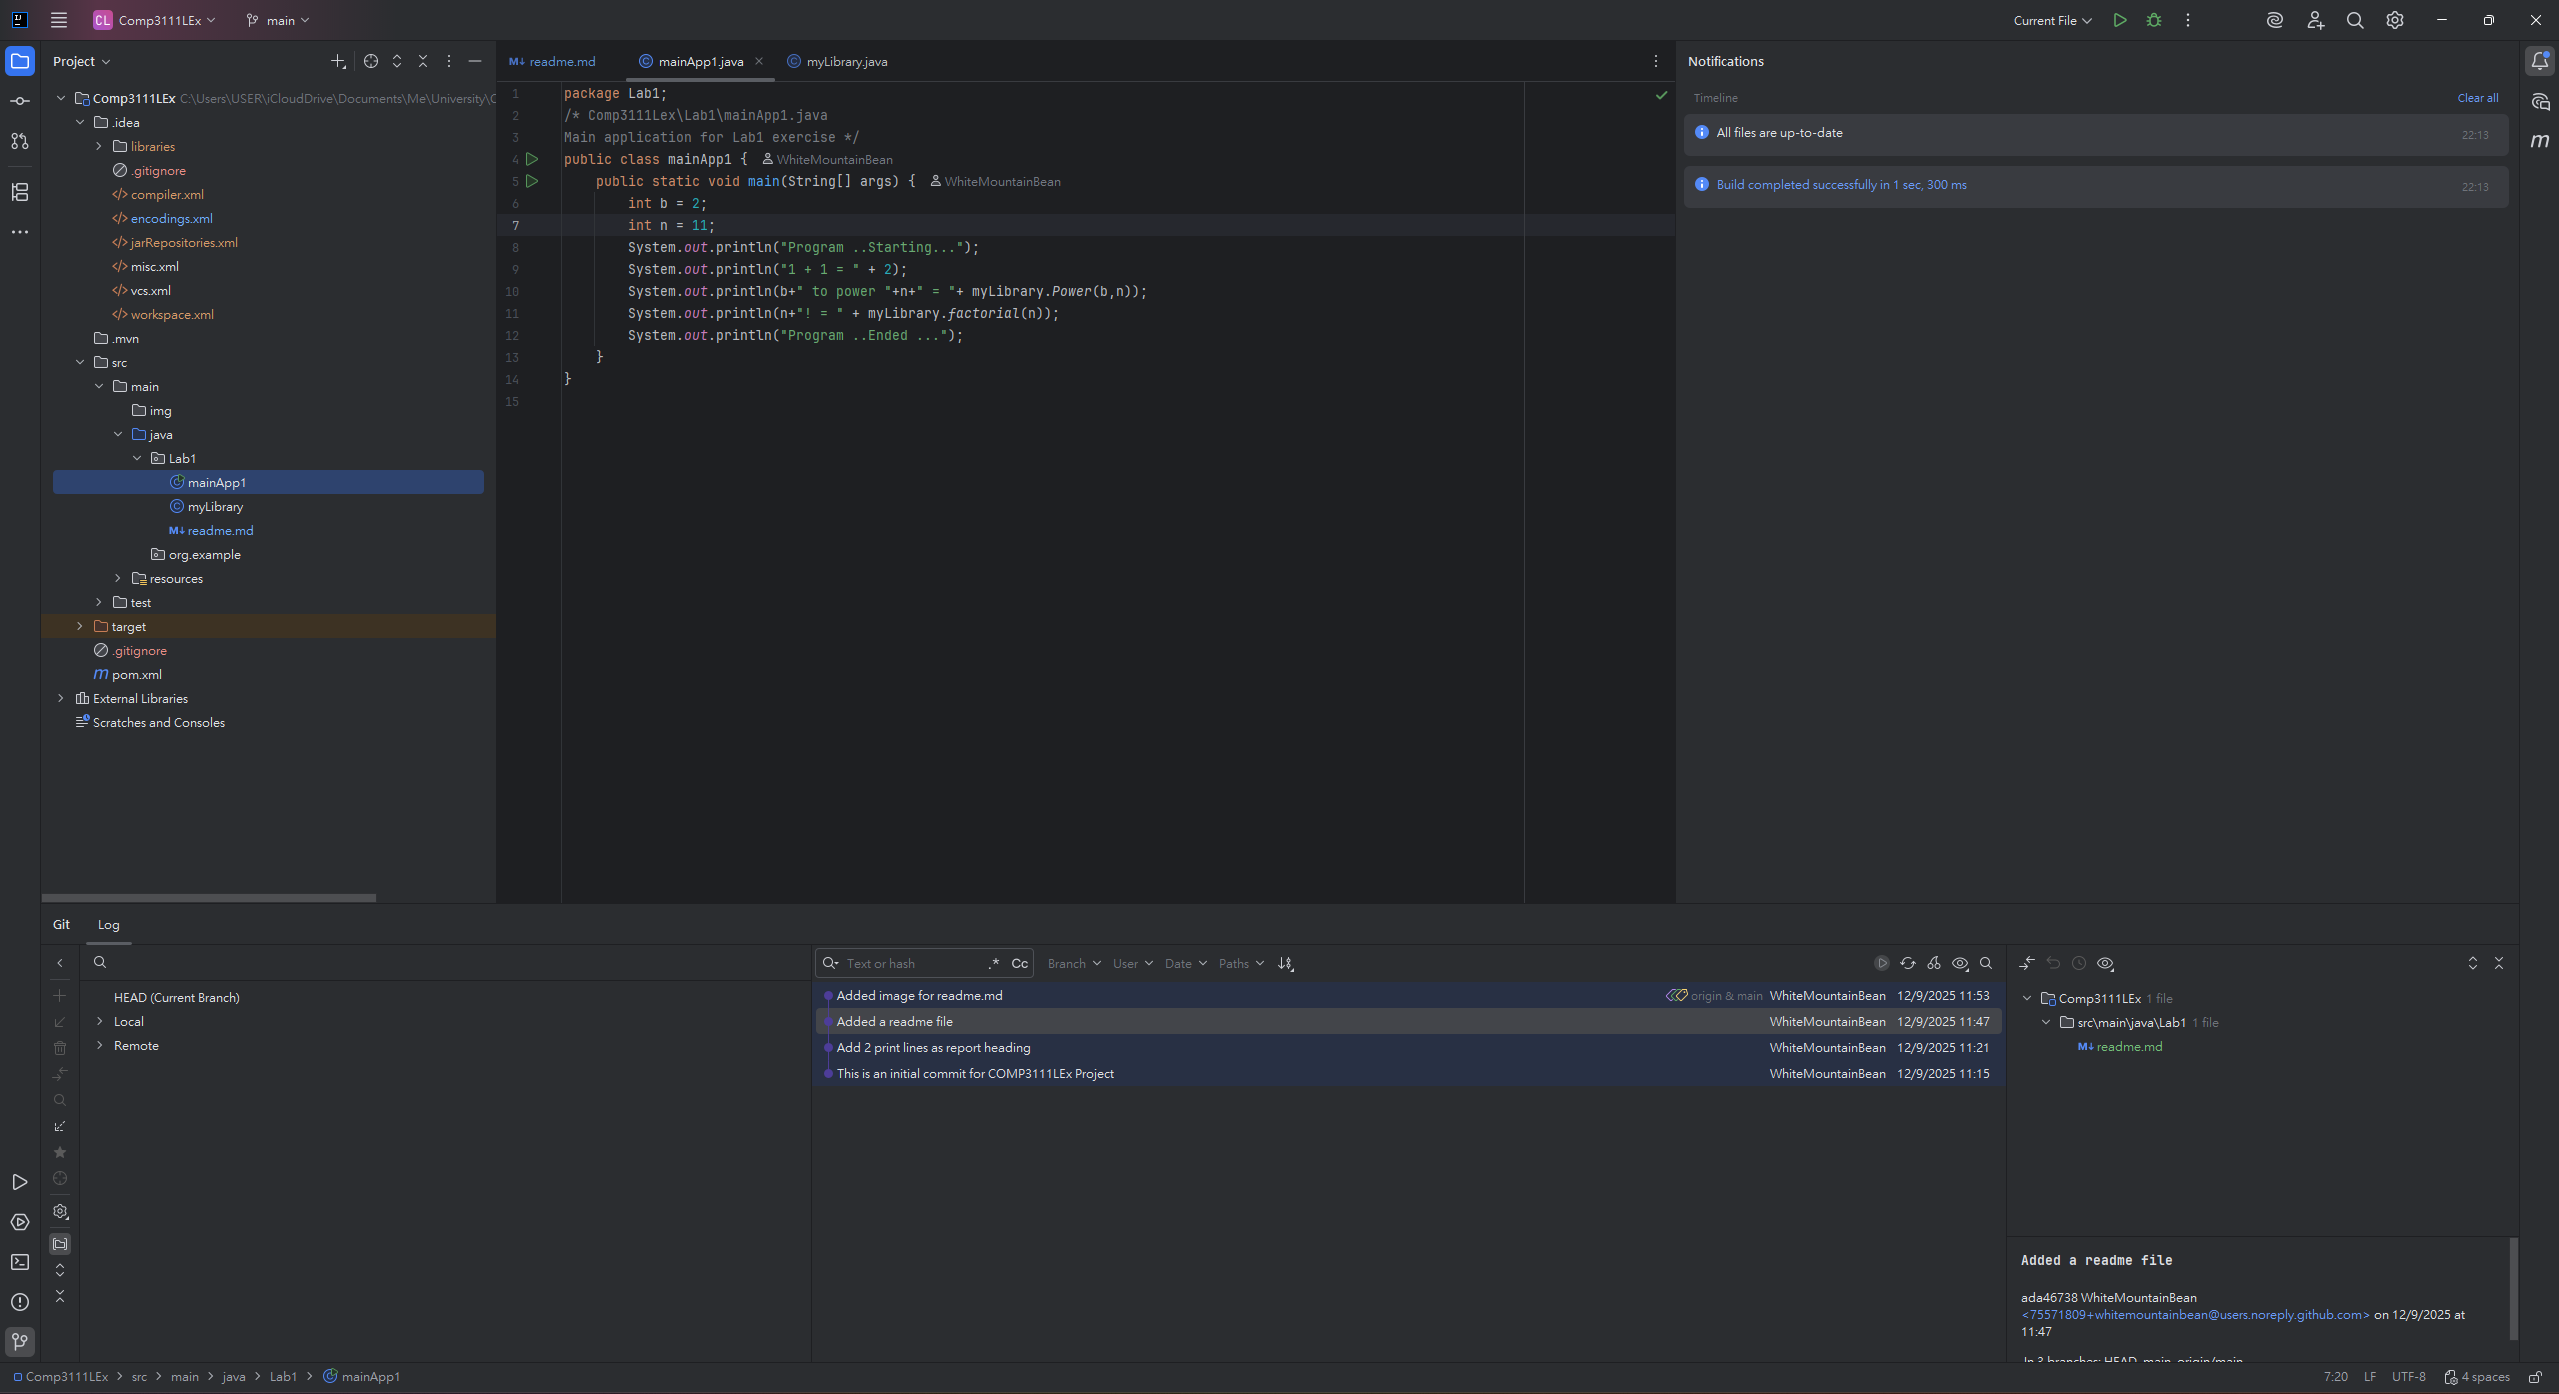 CL Comp3111LEx main Current File
Project
Comp3111LEx C:\Users\USER\iCloudDrive\Documents\Me\University\C
.idea
libraries
.gitignore
compiler.xml
encodings.xml
jarRepositories.xml
misc.xml
vcs.xml
workspace.xml
.mvn
src
main
img
java
Lab1
mainApp1
myLibrary
M↓ readme.md
org.example
resources
test
target
.gitignore
m pom.xml
External Libraries
Scratches and Consoles
M↓ readme.md mainApp1.java myLibrary.java
1 package Lab1;
2 /* Comp3111Lex\Lab1\mainApp1.java
3 Main application for Lab1 exercise */
4 public class mainApp1 { WhiteMountainBean
5 public static void main(String[] args) { WhiteMountainBean
6 int b = 2;
7 int n = 11;
8 System.out.println("Program ..Starting...");
9 System.out.println("1 + 1 = " + 2);
10 System.out.println(b+" to power "+n+" = "+ myLibrary.Power(b,n));
11 System.out.println(n+"! = " + myLibrary.factorial(n));
12 System.out.println("Program ..Ended ...");
13 }
14 }
15
Notifications
Timeline Clear all
All files are up-to-date 22:13
Build completed successfully in 1 sec, 300 ms 22:13
m
Git Log
HEAD (Current Branch)
Local
Remote
Text or hash .* Cc Branch User Date Paths
Added image for readme.md origin & main WhiteMountainBean 12/9/2025 11:53
Added a readme file WhiteMountainBean 12/9/2025 11:47
Add 2 print lines as report heading WhiteMountainBean 12/9/2025 11:21
This is an initial commit for COMP3111LEx Project WhiteMountainBean 12/9/2025 11:15
Comp3111LEx 1 file
src\main\java\Lab1 1 file
M↓ readme.md
Added a readme file
ada46738 WhiteMountainBean
<75571809+whitemountainbean@users.noreply.github.com> on 12/9/2025 at
11:47
In 3 branches: HEAD, main, origin/main
Comp3111LEx > src > main > java > Lab1 > mainApp1 7:20 LF UTF-8 4 spaces